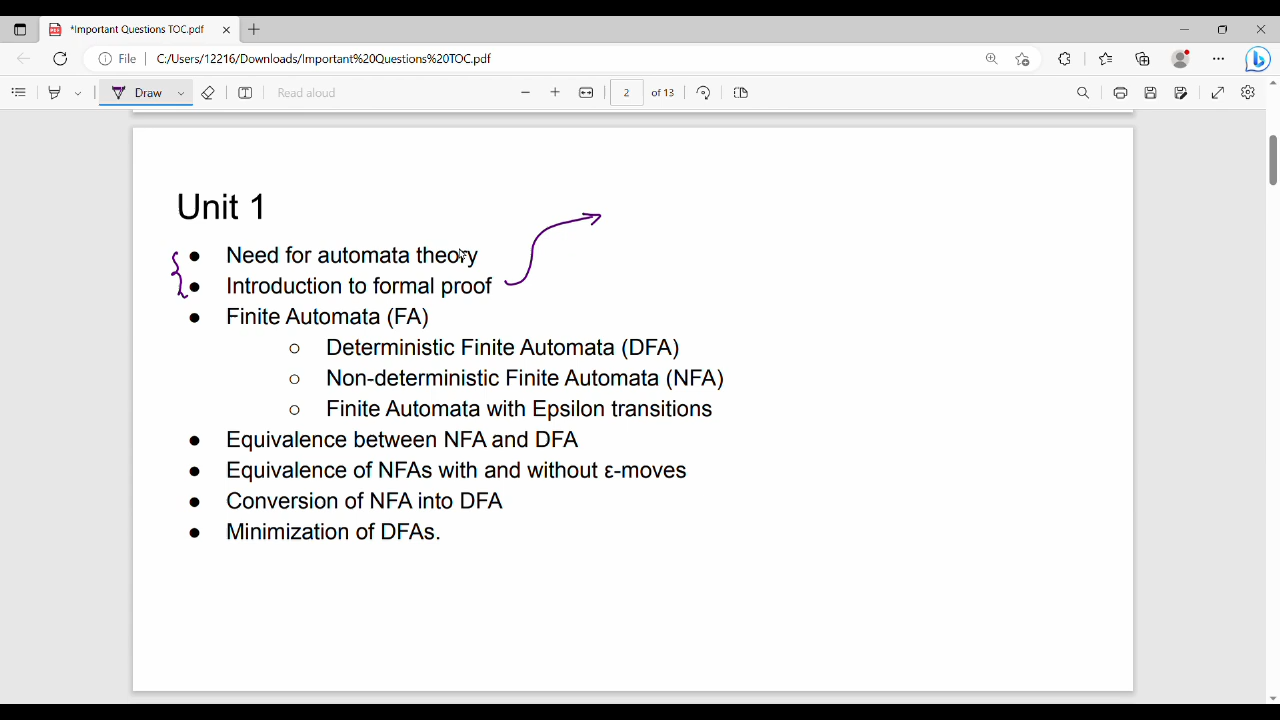 *Important Questions TOC.pdf
File C:/Users/12216/Downloads/Important%20Questions%20TOC.pdf
Draw Read aloud 2 of 13
Unit 1
● Need for automata theory
● Introduction to formal proof
● Finite Automata (FA)
○ Deterministic Finite Automata (DFA)
○ Non-deterministic Finite Automata (NFA)
○ Finite Automata with Epsilon transitions
● Equivalence between NFA and DFA
● Equivalence of NFAs with and without ε-moves
● Conversion of NFA into DFA
● Minimization of DFAs.